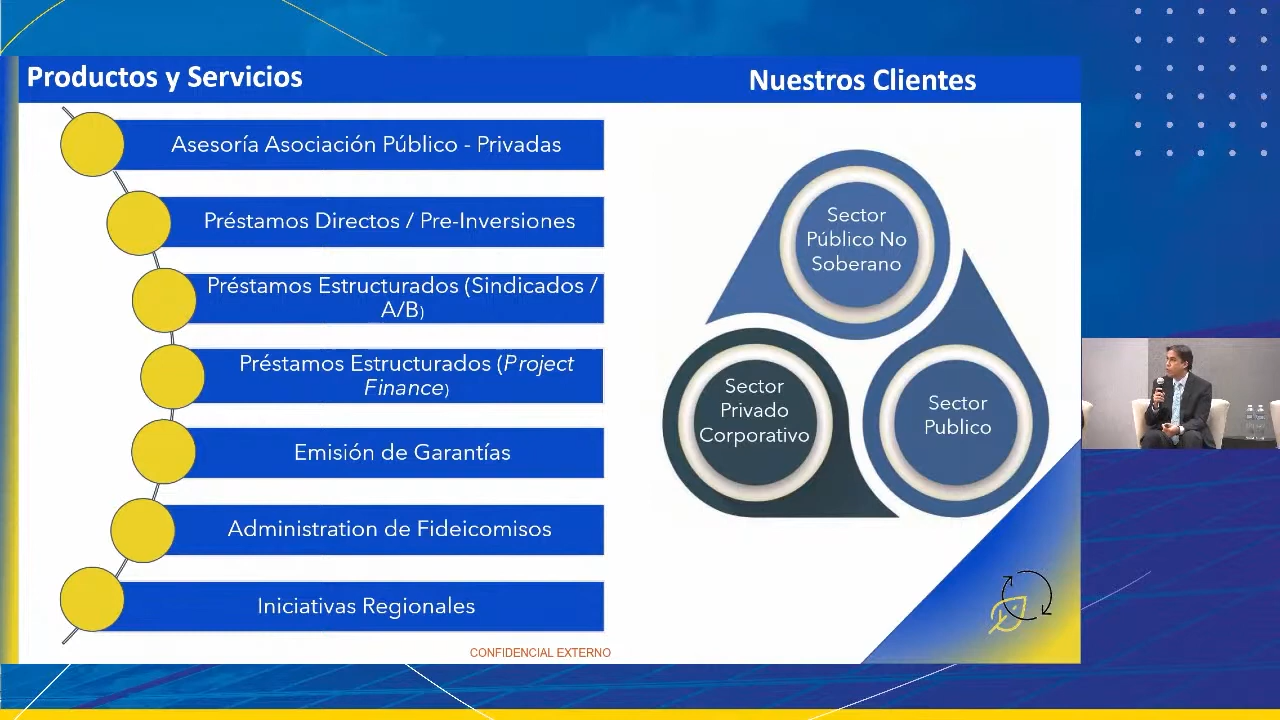 Productos y Servicios
Nuestros Clientes
Asesoría Asociación Público - Privadas
Préstamos Directos / Pre-Inversiones
Préstamos Estructurados (Sindicados /
A/B)
Préstamos Estructurados (Project
Finance)
Emisión de Garantías
Administration de Fideicomisos
Iniciativas Regionales
Sector
Público No
Soberano
Sector
Privado
Corporativo
Sector
Publico
CONFIDENCIAL EXTERNO